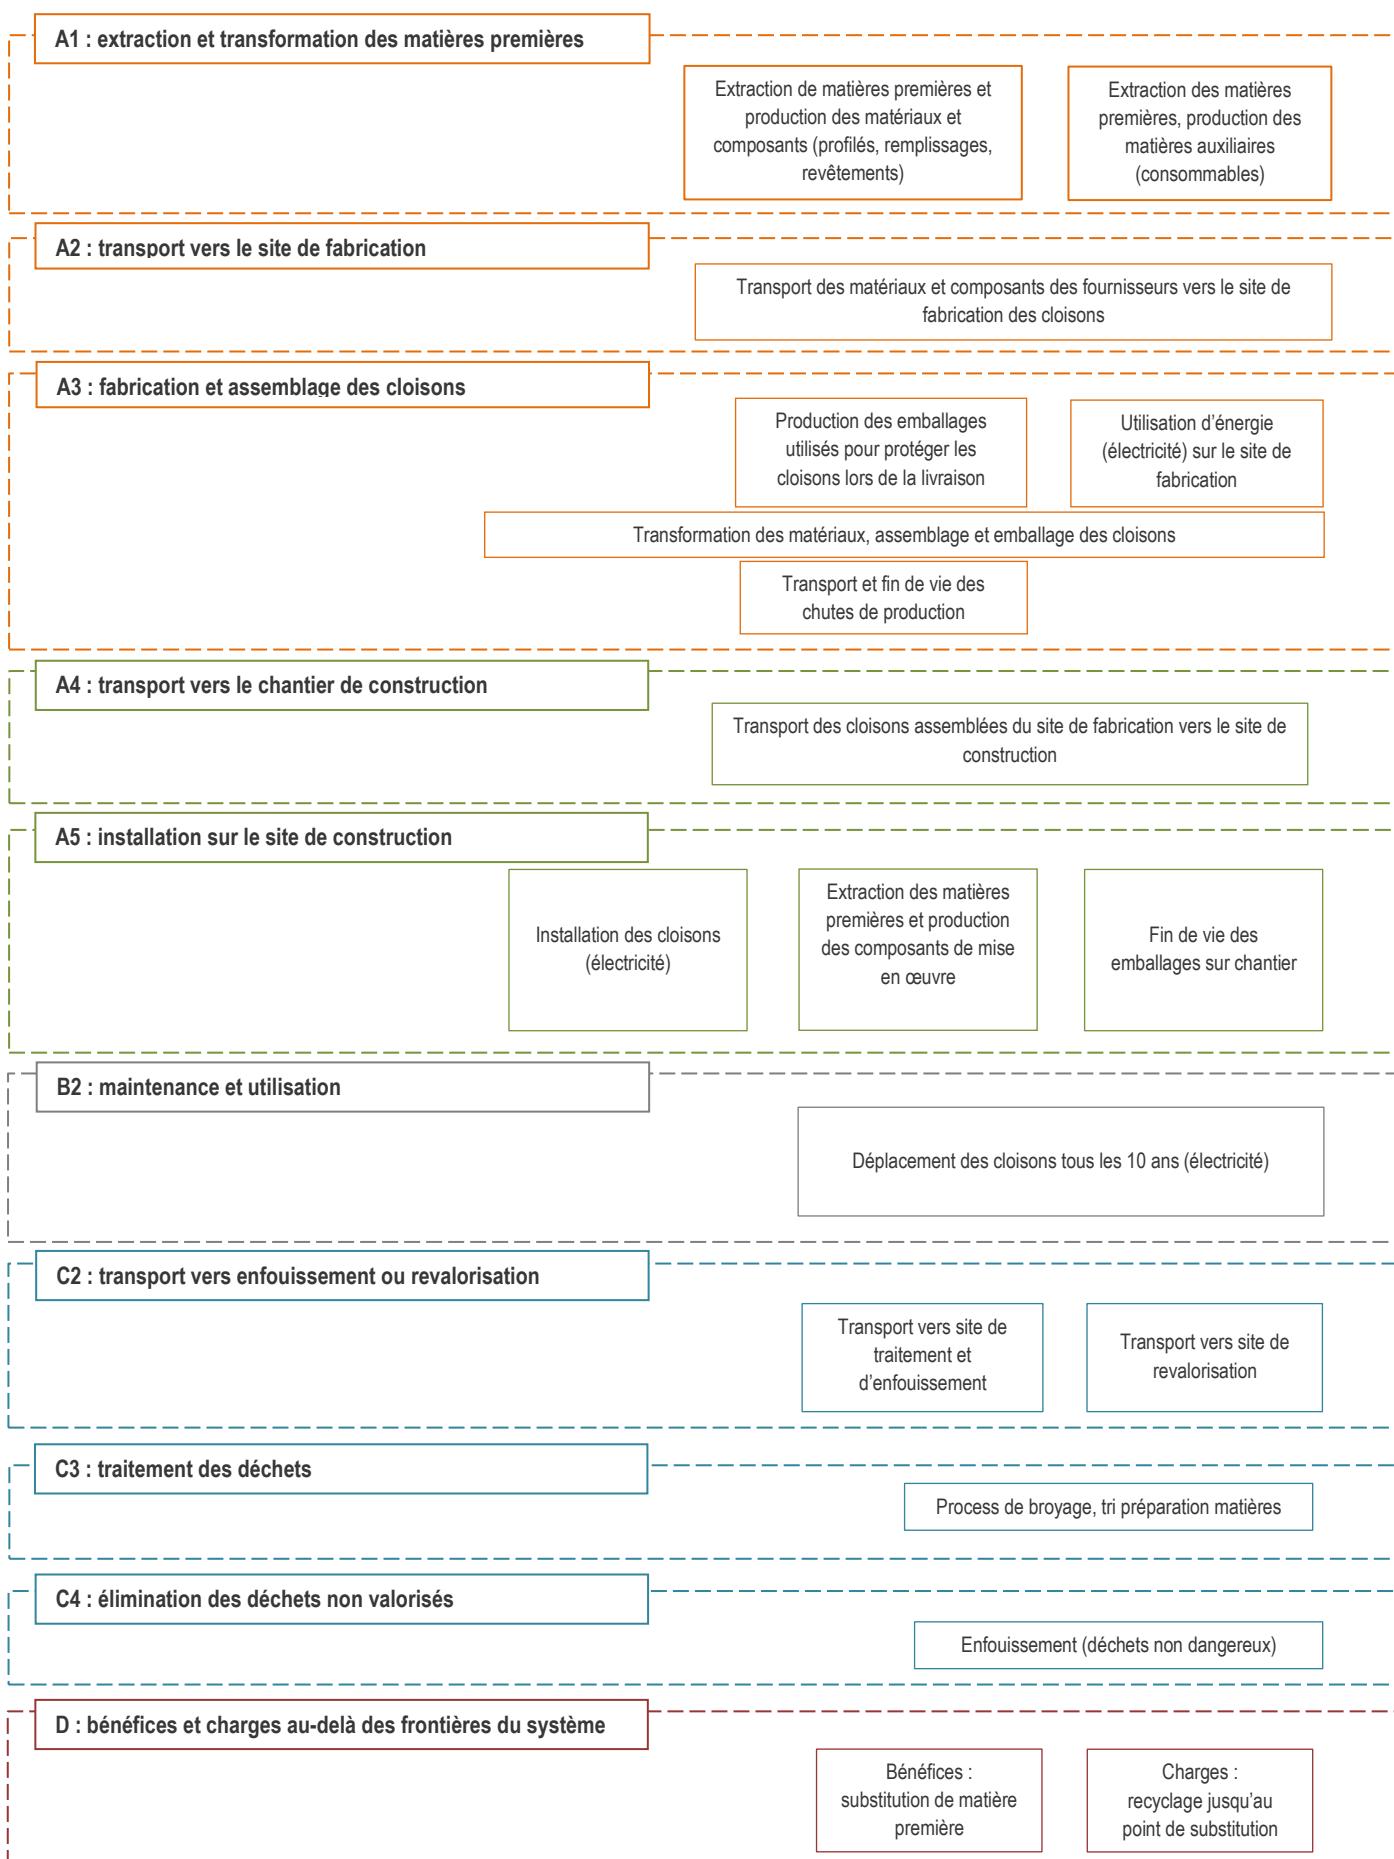 A1 : extraction et transformation des matières premières
Extraction de matières premières et
production des matériaux et
composants (profilés, remplissages,
revêtements)
Extraction des matières
premières, production des
matières auxiliaires
(consommables)
A2 : transport vers le site de fabrication
Transport des matériaux et composants des fournisseurs vers le site de
fabrication des cloisons
A3 : fabrication et assemblage des cloisons
Production des emballages
utilisés pour protéger les
cloisons lors de la livraison
Utilisation d’énergie
(électricité) sur le site de
fabrication
Transformation des matériaux, assemblage et emballage des cloisons
Transport et fin de vie des
chutes de production
A4 : transport vers le chantier de construction
Transport des cloisons assemblées du site de fabrication vers le site de
construction
A5 : installation sur le site de construction
Installation des cloisons
(électricité)
Extraction des matières
premières et production
des composants de mise
en œuvre
Fin de vie des
emballages sur chantier
B2 : maintenance et utilisation
Déplacement des cloisons tous les 10 ans (électricité)
C2 : transport vers enfouissement ou revalorisation
Transport vers site de
traitement et
d’enfouissement
Transport vers site de
revalorisation
C3 : traitement des déchets
Process de broyage, tri préparation matières
C4 : élimination des déchets non valorisés
Enfouissement (déchets non dangereux)
D : bénéfices et charges au-delà des frontières du système
Bénéfices :
substitution de matière
première
Charges :
recyclage jusqu’au
point de substitution